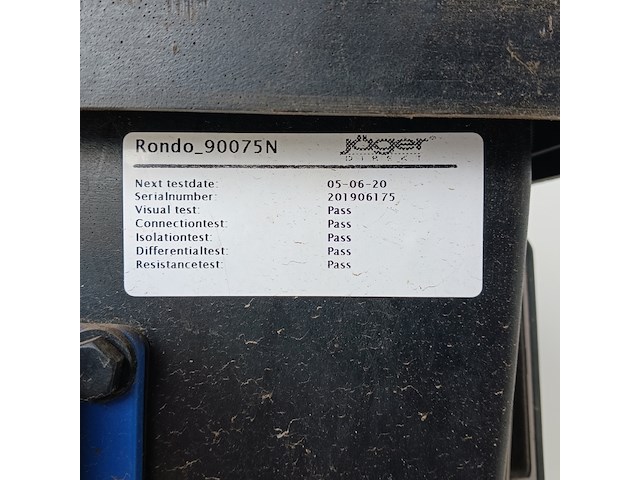 Rondo_90075N jäger
DIREKT
Next testdate: 05-06-20
Serialnumber: 201906175
Visual test: Pass
Connectiontest: Pass
Isolationtest: Pass
Differentialtest: Pass
Resistancetest: Pass